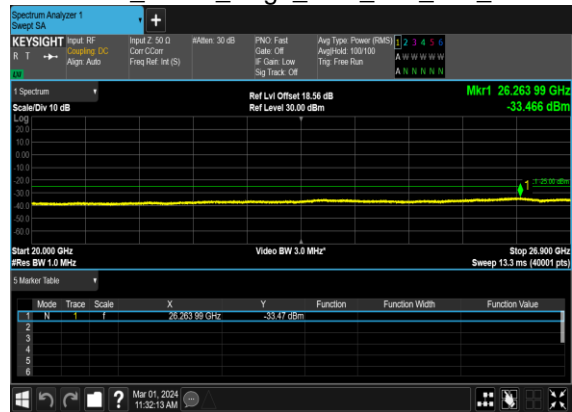 Spectrum Analyzer 1
Swept SA
+
KEYSIGHT Input: RF Input Z: 50 Ω #Atten: 30 dB PNO: Fast Avg Type: Power (RMS) 1 2 3 4 5 6
R T Coupling: DC Corr CCorr Gate: Off Avg|Hold: 100/100 A W W W W W
Align: Auto Freq Ref: Int (S) IF Gain: Low Trig: Free Run
Sig Track: Off A N N N N N
1 Spectrum Ref Lvl Offset 18.56 dB Mkr1 26.263 99 GHz
Scale/Div 10 dB Ref Level 30.00 dBm -33.466 dBm
Log
20.0
10.0
0.00
-10.0
-20.0
-25.00 dBm
1
-30.0
-40.0
-50.0
-60.0
Start 20.000 GHz Video BW 3.0 MHz* Stop 26.900 GHz
#Res BW 1.0 MHz Sweep 13.3 ms (40001 pts)
5 Marker Table
Mode Trace Scale X Y Function Function Width Function Value
1 N 1 f 26.263 99 GHz -33.47 dBm
2
3
4
5
6
? Mar 01, 2024
11:32:13 AM